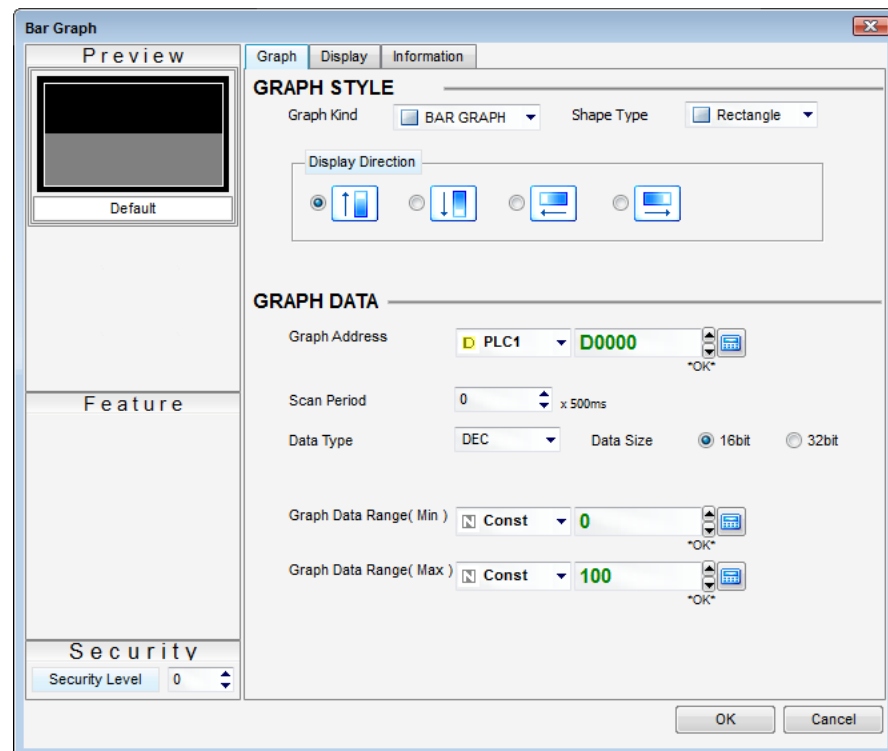 Bar Graph
Preview
Default
Feature
Security
Security Level 0
Graph Display Information
GRAPH STYLE
Graph Kind BAR GRAPH Shape Type Rectangle
Display Direction
GRAPH DATA
Graph Address D PLC1 D0000
*OK*
Scan Period 0 x 500ms
Data Type DEC Data Size 16bit 32bit
Graph Data Range( Min ) N Const 0
*OK*
Graph Data Range( Max ) N Const 100
*OK*
OK Cancel